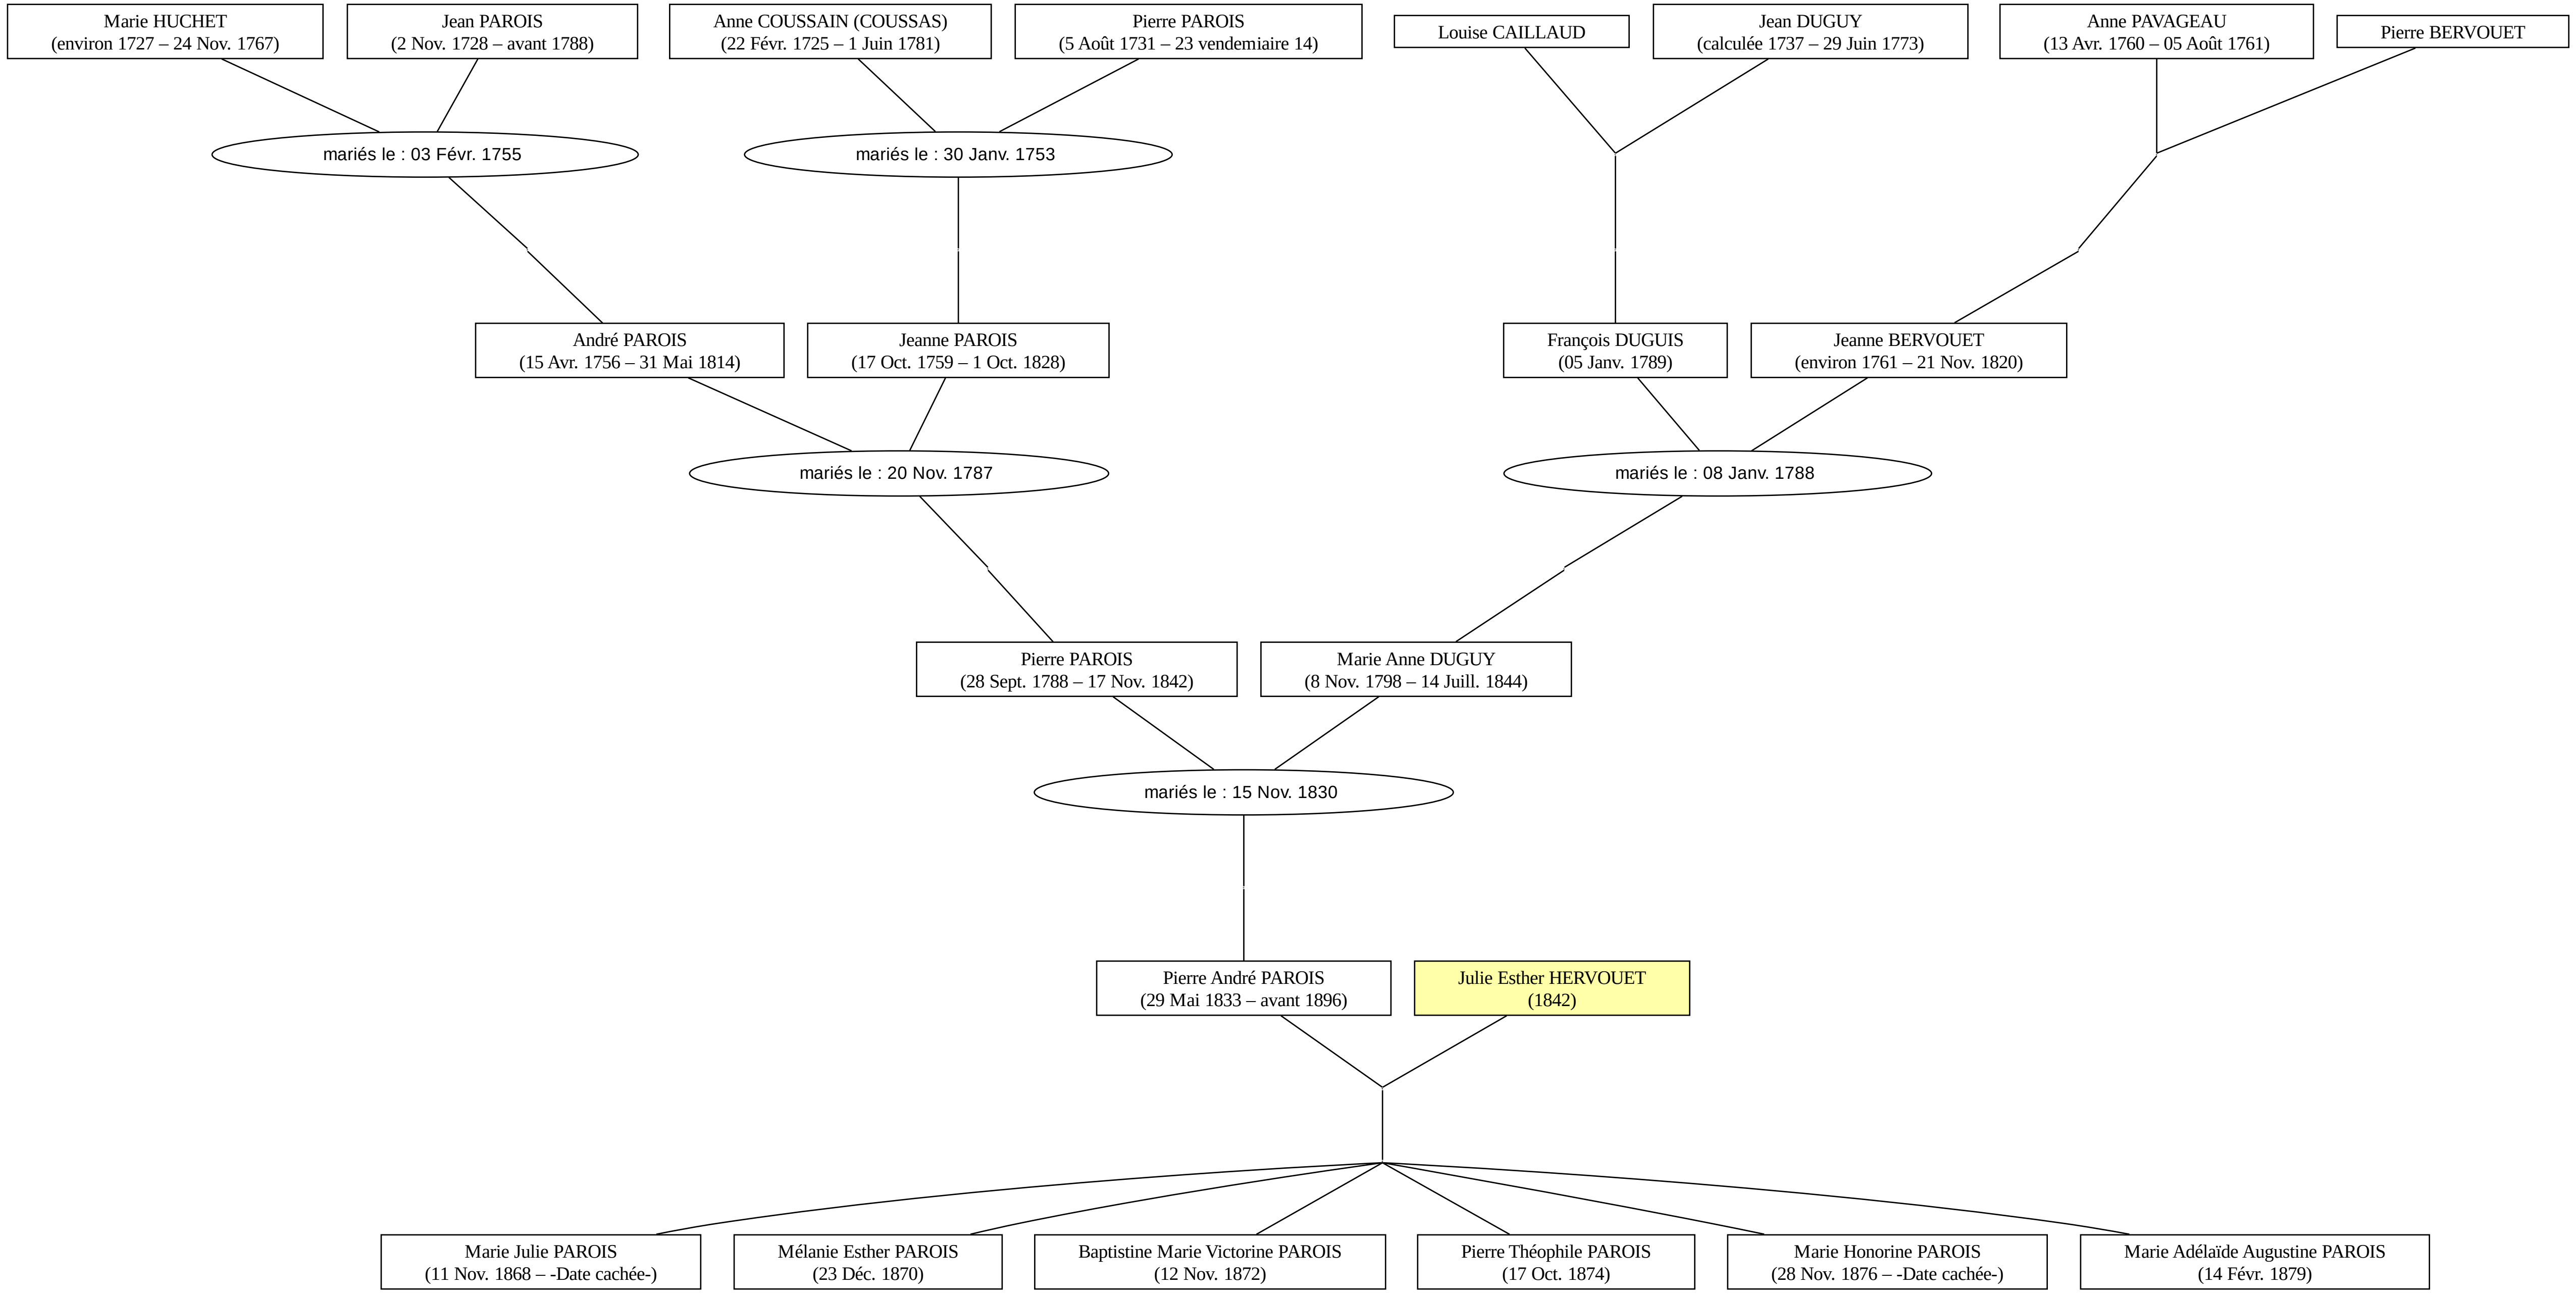 Marie HUCHET
(environ 1727 – 24 Nov. 1767)
Jean PAROIS
(2 Nov. 1728 – avant 1788)
Anne COUSSAIN (COUSSAS)
(22 Févr. 1725 – 1 Juin 1781)
Pierre PAROIS
(5 Août 1731 – 23 vendemiaire 14)
Louise CAILLAUD
Jean DUGUY
(calculée 1737 – 29 Juin 1773)
Anne PAVAGEAU
(13 Avr. 1760 – 05 Août 1761)
Pierre BERVOUET
mariés le : 03 Févr. 1755
mariés le : 30 Janv. 1753
André PAROIS
(15 Avr. 1756 – 31 Mai 1814)
Jeanne PAROIS
(17 Oct. 1759 – 1 Oct. 1828)
François DUGUIS
(05 Janv. 1789)
Jeanne BERVOUET
(environ 1761 – 21 Nov. 1820)
mariés le : 20 Nov. 1787
mariés le : 08 Janv. 1788
Pierre PAROIS
(28 Sept. 1788 – 17 Nov. 1842)
Marie Anne DUGUY
(8 Nov. 1798 – 14 Juill. 1844)
mariés le : 15 Nov. 1830
Pierre André PAROIS
(29 Mai 1833 – avant 1896)
Julie Esther HERVOUET
(1842)
Marie Julie PAROIS
(11 Nov. 1868 – -Date cachée-)
Mélanie Esther PAROIS
(23 Déc. 1870)
Baptistine Marie Victorine PAROIS
(12 Nov. 1872)
Pierre Théophile PAROIS
(17 Oct. 1874)
Marie Honorine PAROIS
(28 Nov. 1876 – -Date cachée-)
Marie Adélaïde Augustine PAROIS
(14 Févr. 1879)